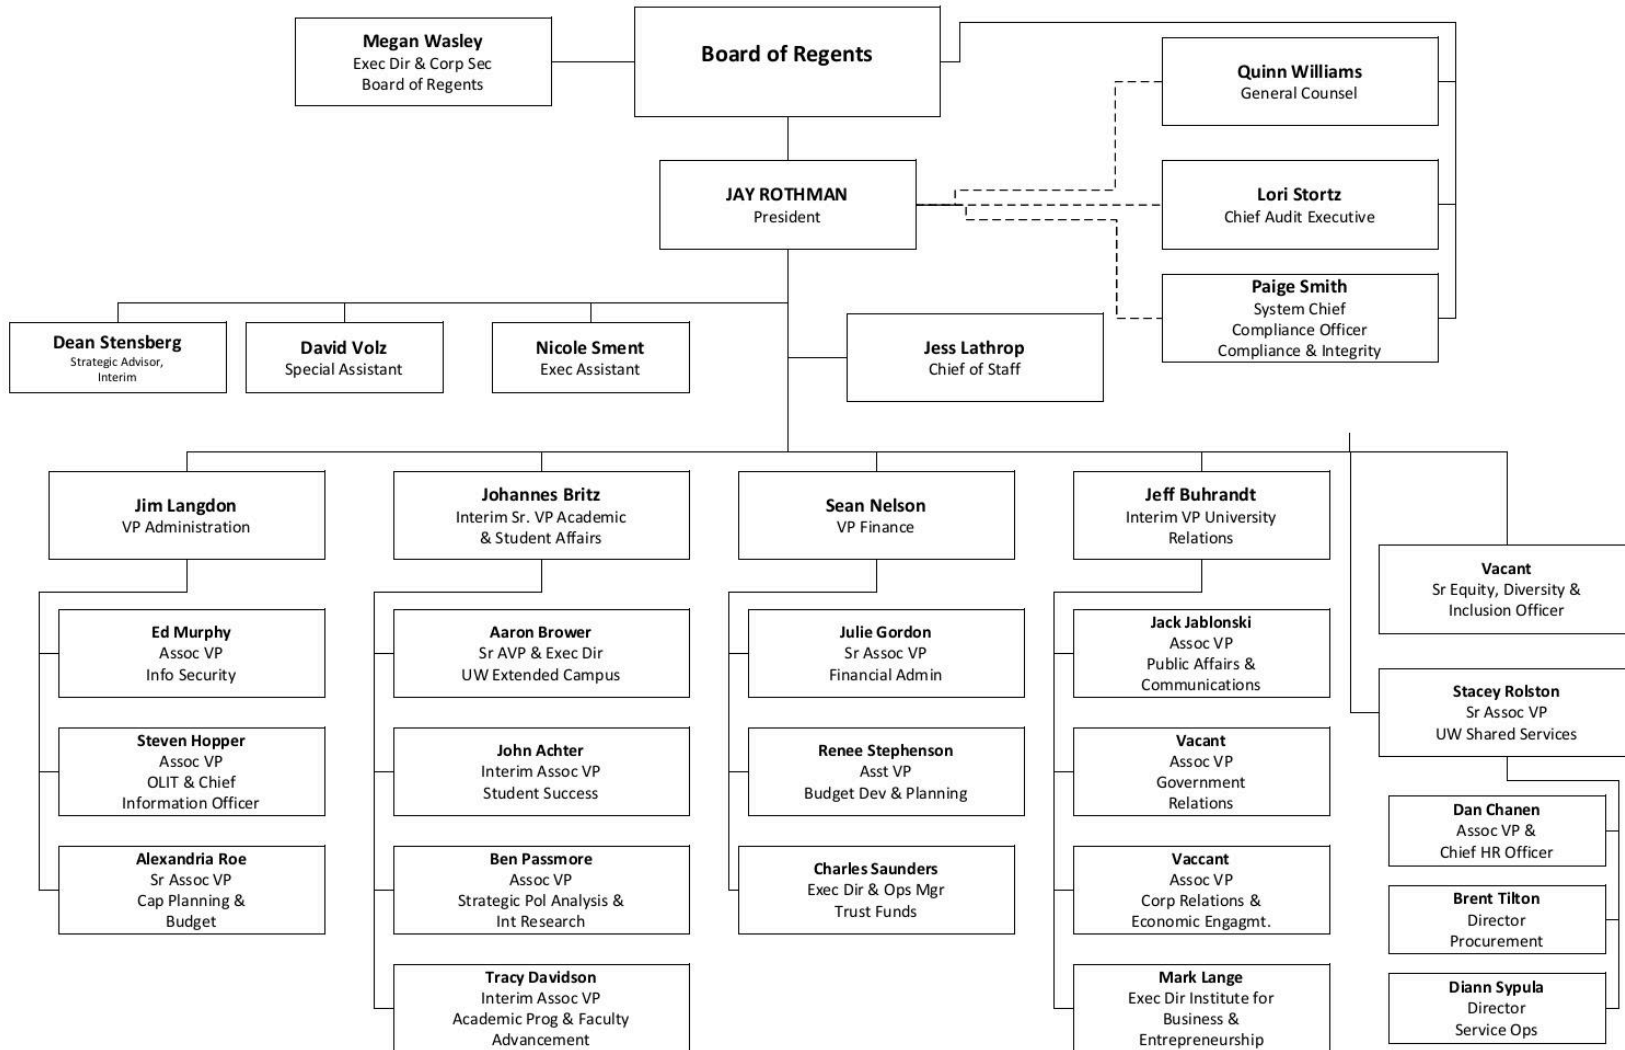 Megan Wasley
Exec Dir & Corp Sec
Board of Regents
Board of Regents
Quinn Williams
General Counsel
JAY ROTHMAN
President
Lori Stortz
Chief Audit Executive
Paige Smith
System Chief
Compliance Officer
Compliance & Integrity
Dean Stensberg
Strategic Advisor,
Interim
David Volz
Special Assistant
Nicole Sment
Exec Assistant
Jess Lathrop
Chief of Staff
Jim Langdon
VP Administration
Johannes Britz
Interim Sr. VP Academic
& Student Affairs
Sean Nelson
VP Finance
Jeff Buhrandt
Interim VP University
Relations
Vacant
Sr Equity, Diversity &
Inclusion Officer
Ed Murphy
Assoc VP
Info Security
Aaron Brower
Sr AVP & Exec Dir
UW Extended Campus
Julie Gordon
Sr Assoc VP
Financial Admin
Jack Jablonski
Assoc VP
Public Affairs &
Communications
Stacey Rolston
Sr Assoc VP
UW Shared Services
Steven Hopper
Assoc VP
OLIT & Chief
Information Officer
John Achter
Interim Assoc VP
Student Success
Renee Stephenson
Asst VP
Budget Dev & Planning
Vacant
Assoc VP
Government
Relations
Dan Chanen
Assoc VP &
Chief HR Officer
Alexandria Roe
Sr Assoc VP
Cap Planning &
Budget
Ben Passmore
Assoc VP
Strategic Pol Analysis &
Int Research
Charles Saunders
Exec Dir & Ops Mgr
Trust Funds
Vaccant
Assoc VP
Corp Relations &
Economic Engagmt.
Brent Tilton
Director
Procurement
Tracy Davidson
Interim Assoc VP
Academic Prog & Faculty
Advancement
Mark Lange
Exec Dir Institute for
Business &
Entrepreneurship
Diann Sypula
Director
Service Ops